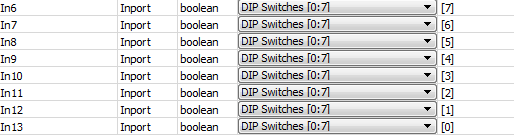 In6 Inport boolean DIP Switches [0:7] [7]
In7 Inport boolean DIP Switches [0:7] [6]
In8 Inport boolean DIP Switches [0:7] [5]
In9 Inport boolean DIP Switches [0:7] [4]
In10 Inport boolean DIP Switches [0:7] [3]
In11 Inport boolean DIP Switches [0:7] [2]
In12 Inport boolean DIP Switches [0:7] [1]
In13 Inport boolean DIP Switches [0:7] [0]